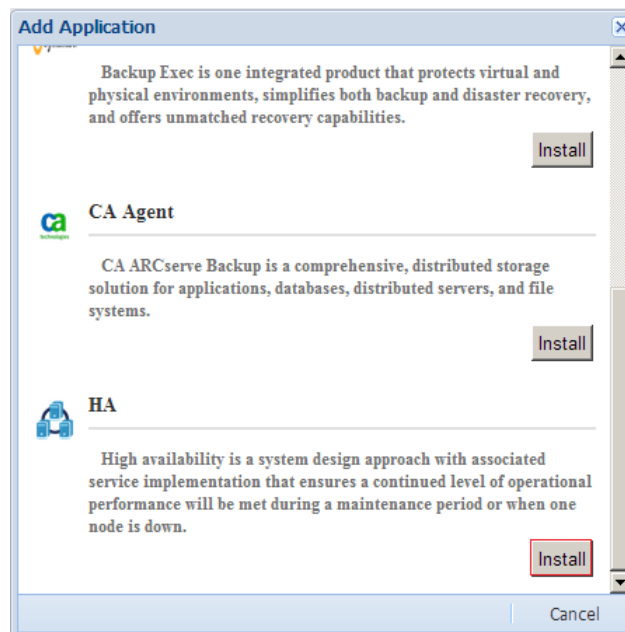 Add Application
Backup Exec is one integrated product that protects virtual and
physical environments, simplifies both backup and disaster recovery,
and offers unmatched recovery capabilities.
Install
ca
technologies
CA Agent
CA ARCserve Backup is a comprehensive, distributed storage
solution for applications, databases, distributed servers, and file
systems.
Install
HA
High availability is a system design approach with associated
service implementation that ensures a continued level of operational
performance will be met during a maintenance period or when one
node is down.
Install
Cancel